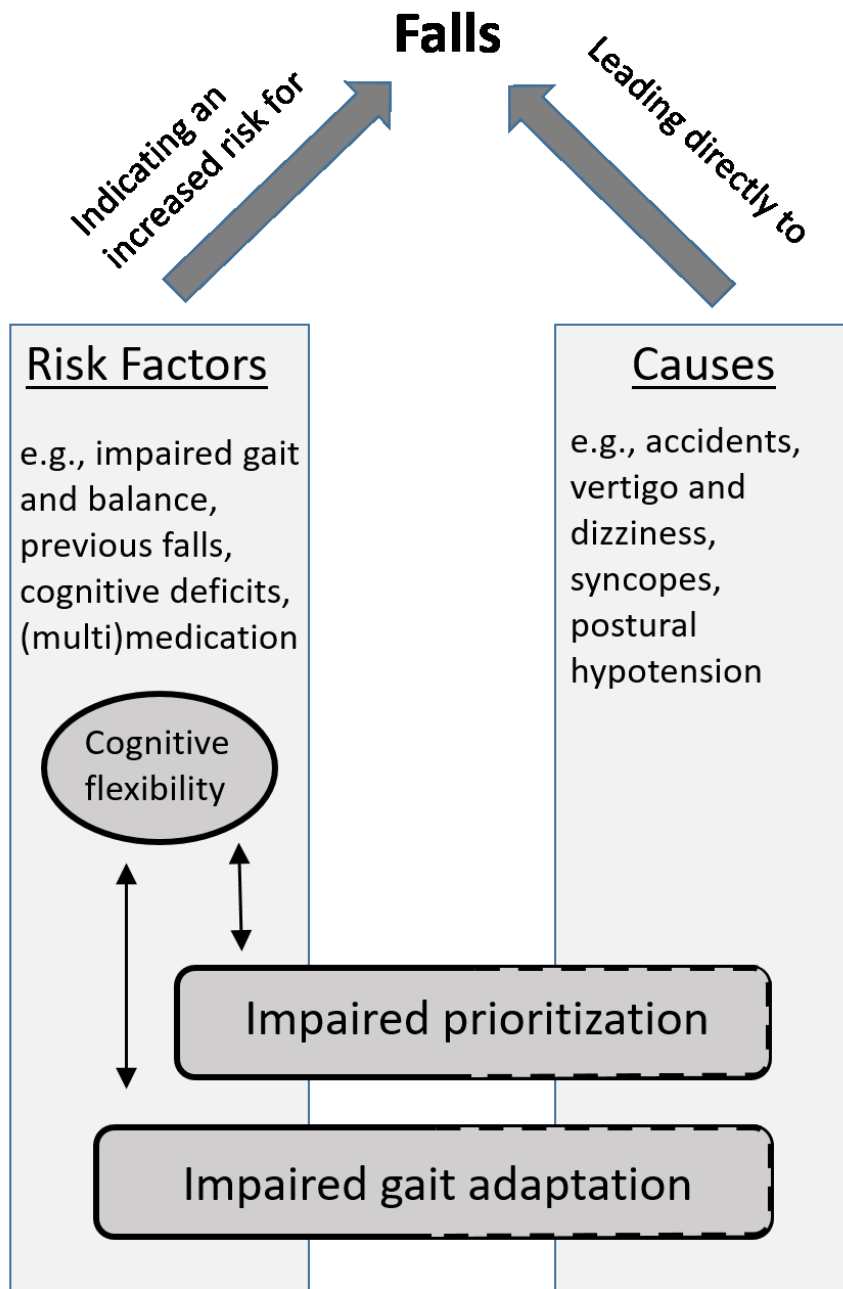 Falls
Indicating an
increased risk for
Leading directly to
Risk Factors
e.g., impaired gait
and balance,
previous falls,
cognitive deficits,
(multi)medication
Causes
e.g., accidents,
vertigo and
dizziness,
syncopes,
postural
hypotension
Cognitive
flexibility
Impaired prioritization
Impaired gait adaptation